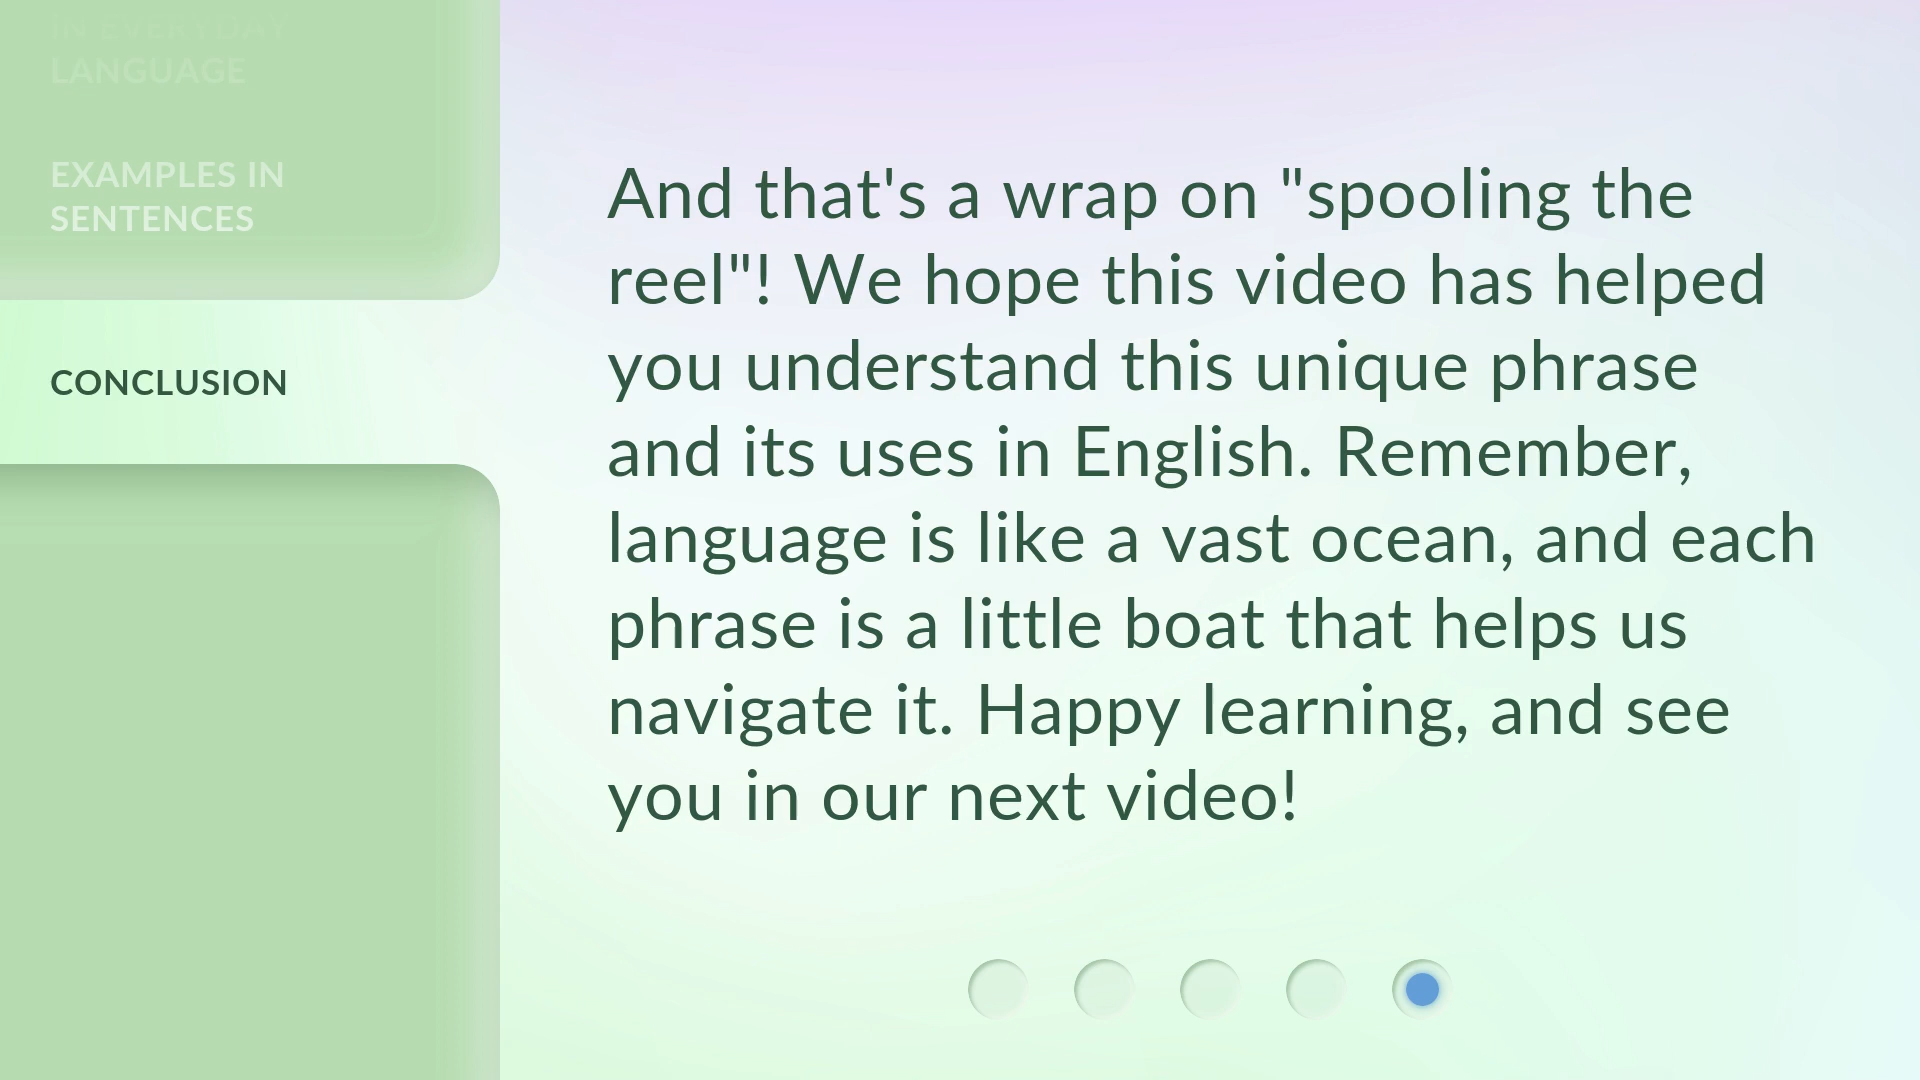 IN EVERYDAY
LANGUAGE
EXAMPLES IN
SENTENCES
CONCLUSION
And that's a wrap on "spooling the
reel"! We hope this video has helped
you understand this unique phrase
and its uses in English. Remember,
language is like a vast ocean, and each
phrase is a little boat that helps us
navigate it. Happy learning, and see
you in our next video!